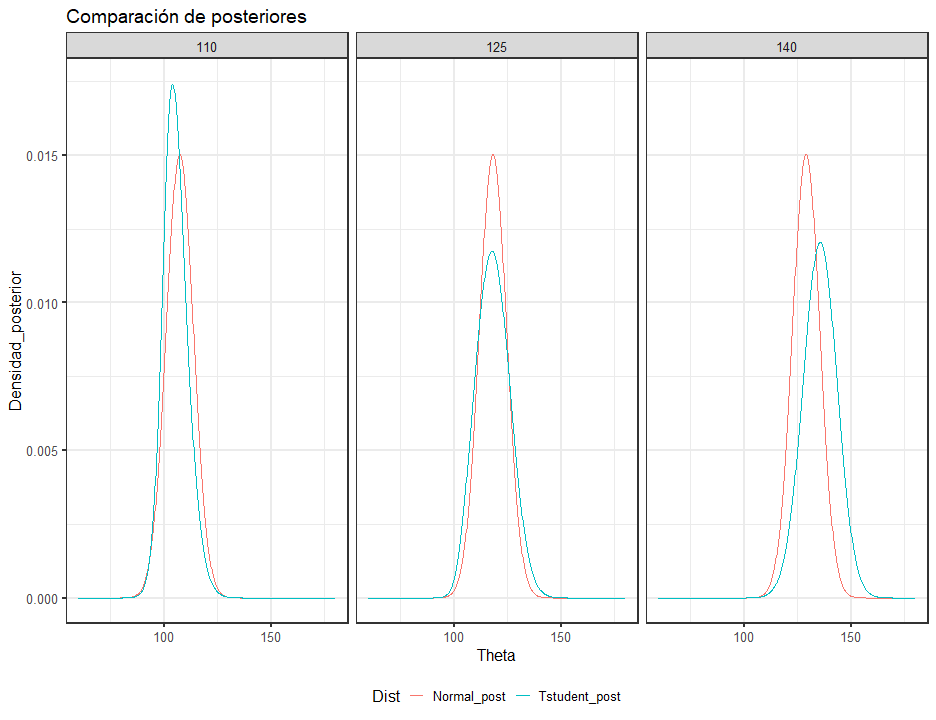 Comparación de posteriores
110 125 140
0.015
0.010
0.005
0.000
Densidad_posterior
100 150 100 150 100 150
Theta
Dist Normal_post Tstudent_post